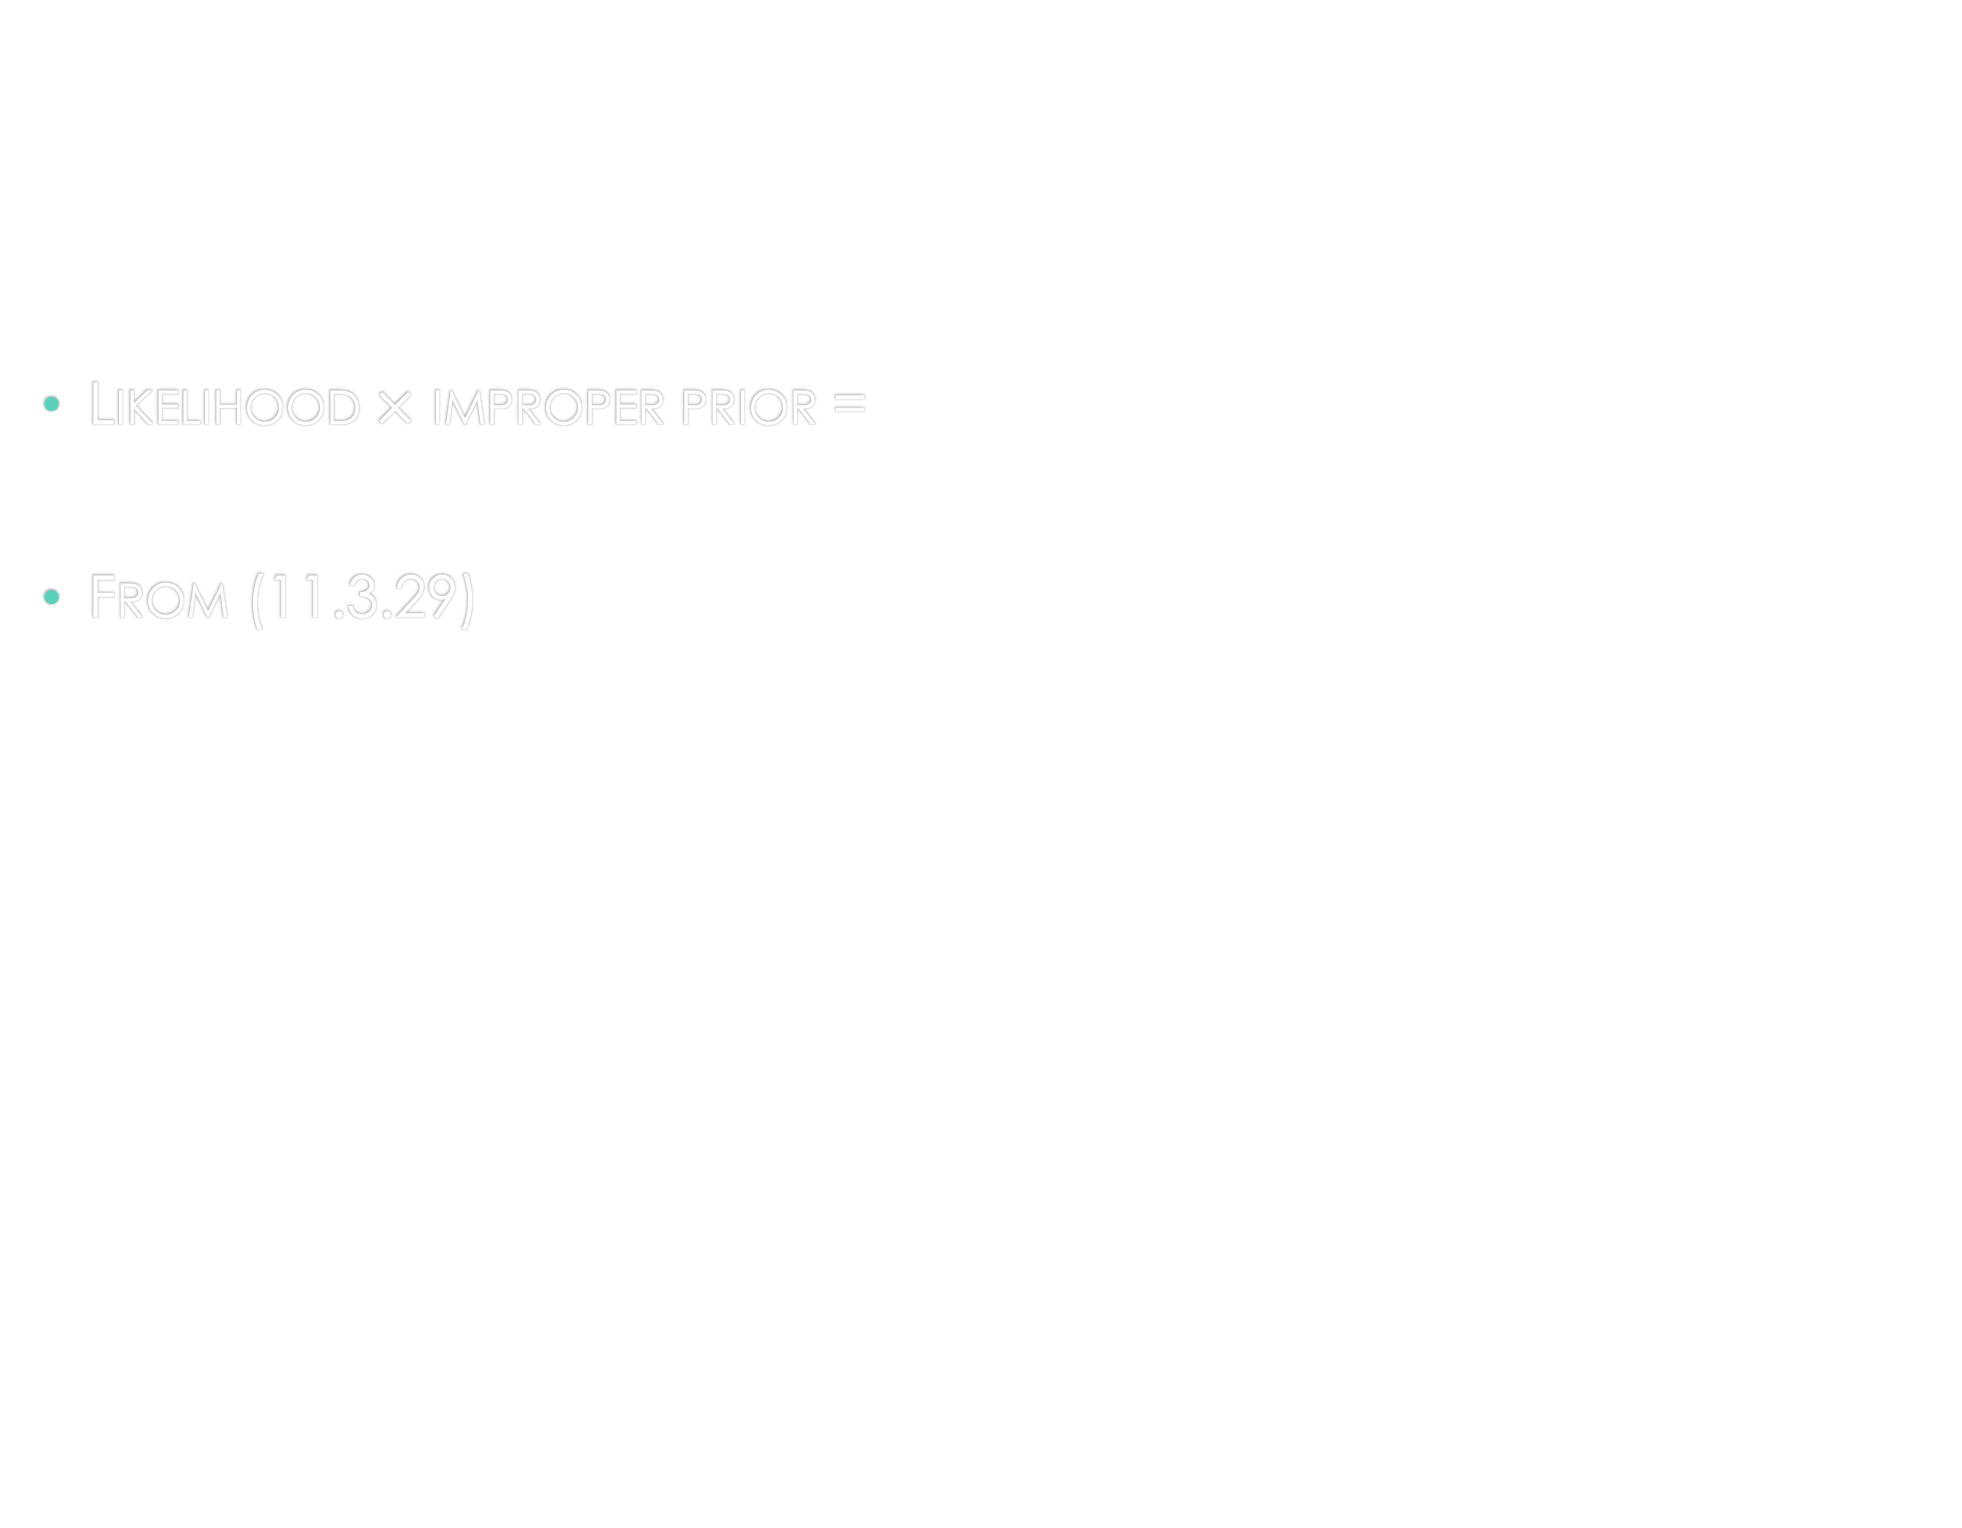 • Likelihood × improper prior =
• From (11.3.29)